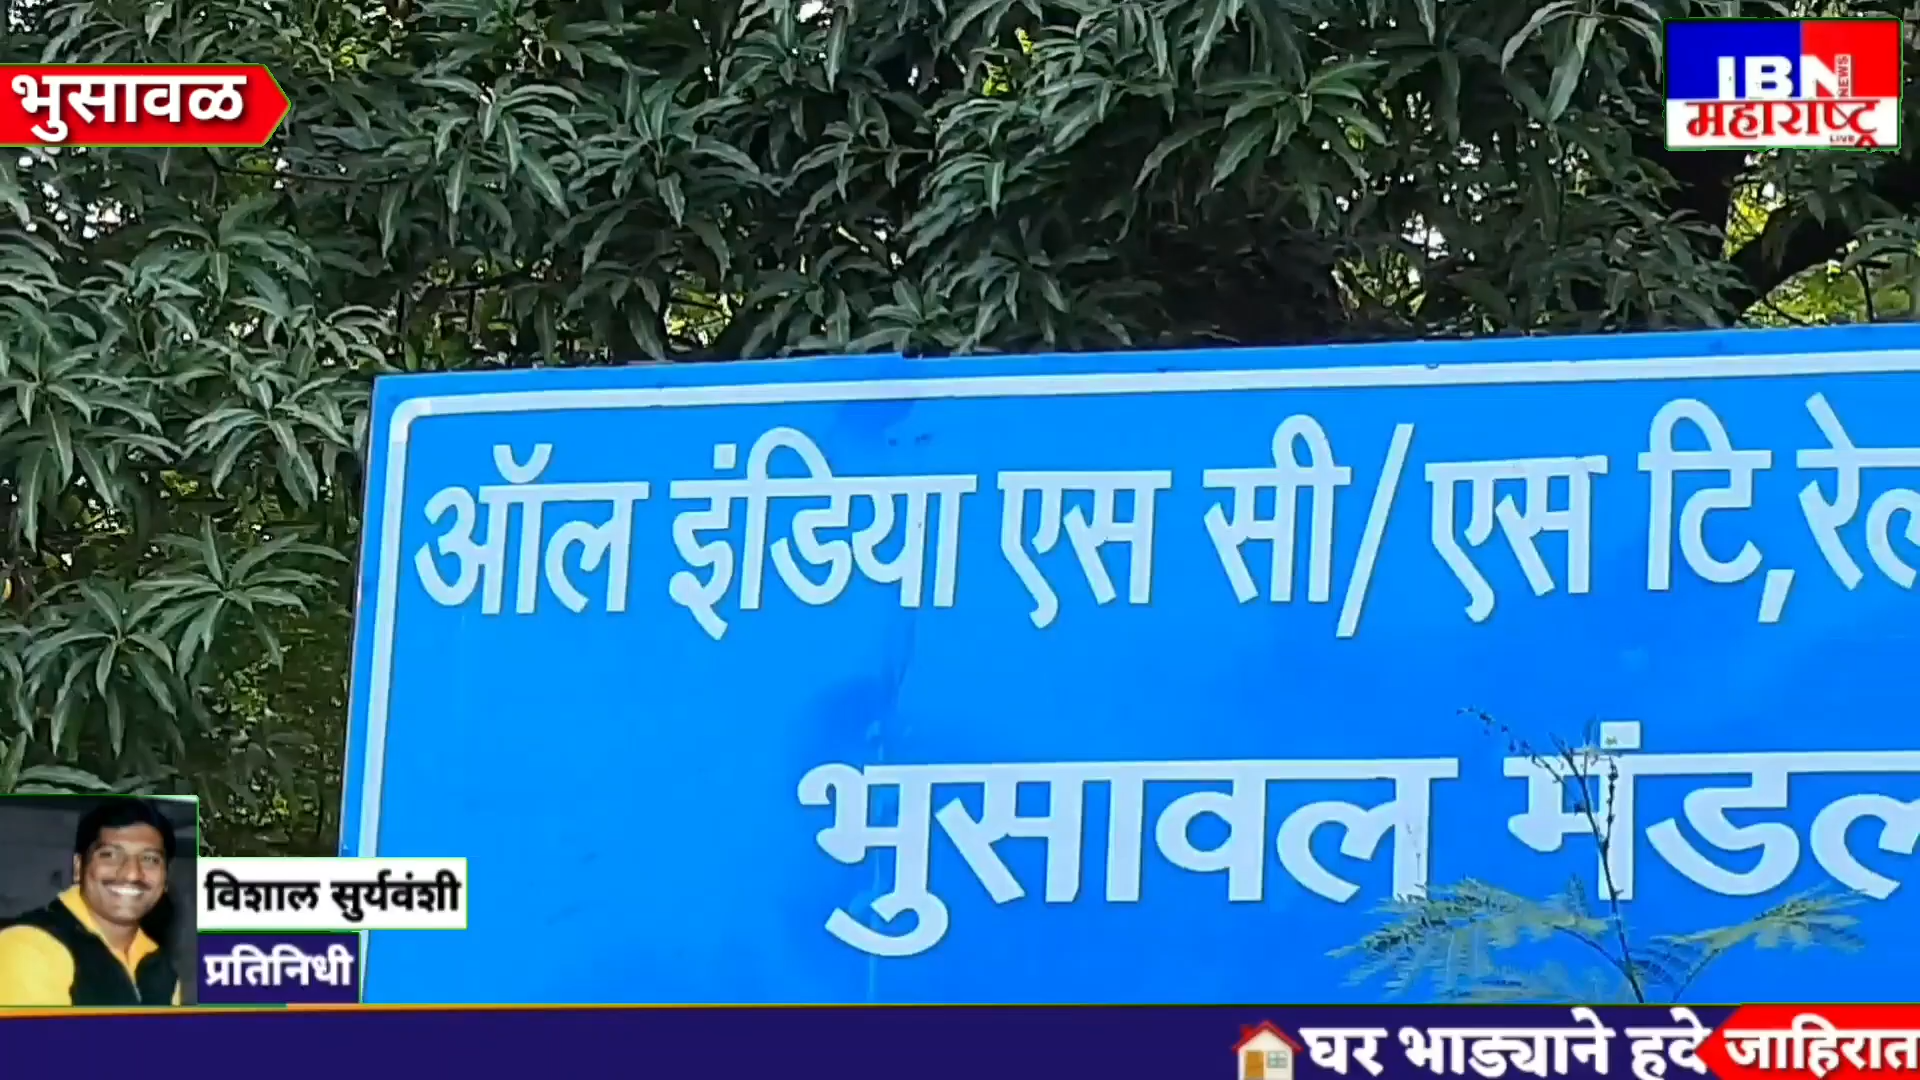 भुसावळ
IBN
NEWS
महाराष्ट्र
LIVE
ऑल इंडिया एस सी/एस टि,रेल
भुसावल मंडल
विशाल सुर्यवंशी
प्रतिनिधी
घर भाड्याने हदे
जाहिरात